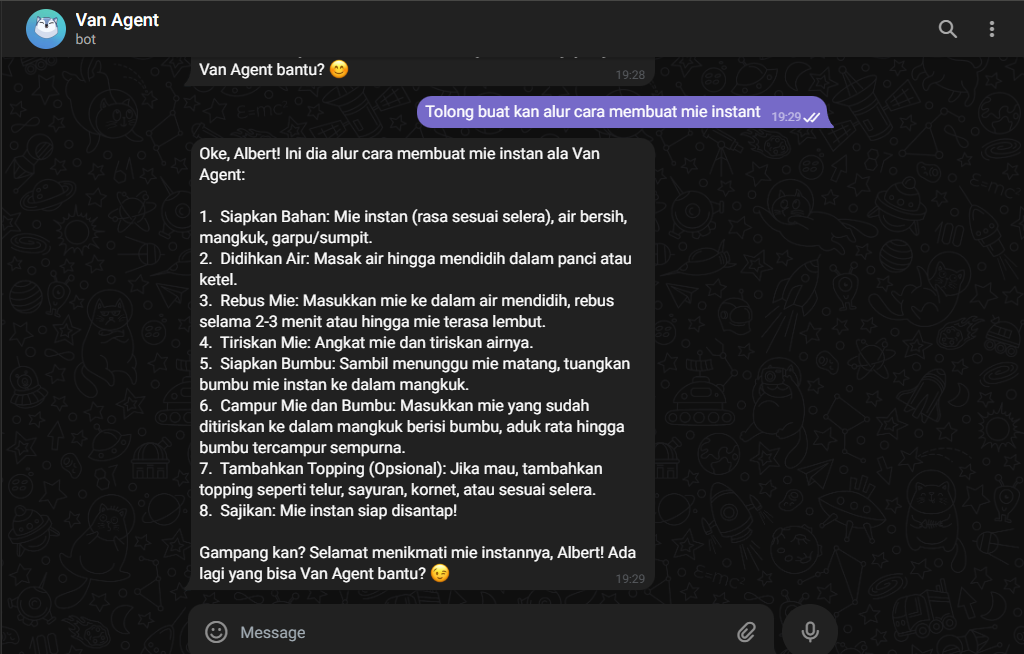 Van Agent
bot
Van Agent bantu? 😊
19:28
Tolong buat kan alur cara membuat mie instant
19:29
Oke, Albert! Ini dia alur cara membuat mie instan ala Van
Agent:
1. Siapkan Bahan: Mie instan (rasa sesuai selera), air bersih,
mangkuk, garpu/sumpit.
2. Didihkan Air: Masak air hingga mendidih dalam panci atau
ketel.
3. Rebus Mie: Masukkan mie ke dalam air mendidih, rebus
selama 2-3 menit atau hingga mie terasa lembut.
4. Tiriskan Mie: Angkat mie dan tiriskan airnya.
5. Siapkan Bumbu: Sambil menunggu mie matang, tuangkan
bumbu mie instan ke dalam mangkuk.
6. Campur Mie dan Bumbu: Masukkan mie yang sudah
ditiriskan ke dalam mangkuk berisi bumbu, aduk rata hingga
bumbu tercampur sempurna.
7. Tambahkan Topping (Opsional): Jika mau, tambahkan
topping seperti telur, sayuran, kornet, atau sesuai selera.
8. Sajikan: Mie instan siap disantap!
Gampang kan? Selamat menikmati mie instannya, Albert! Ada
lagi yang bisa Van Agent bantu? 😉
19:29
Message